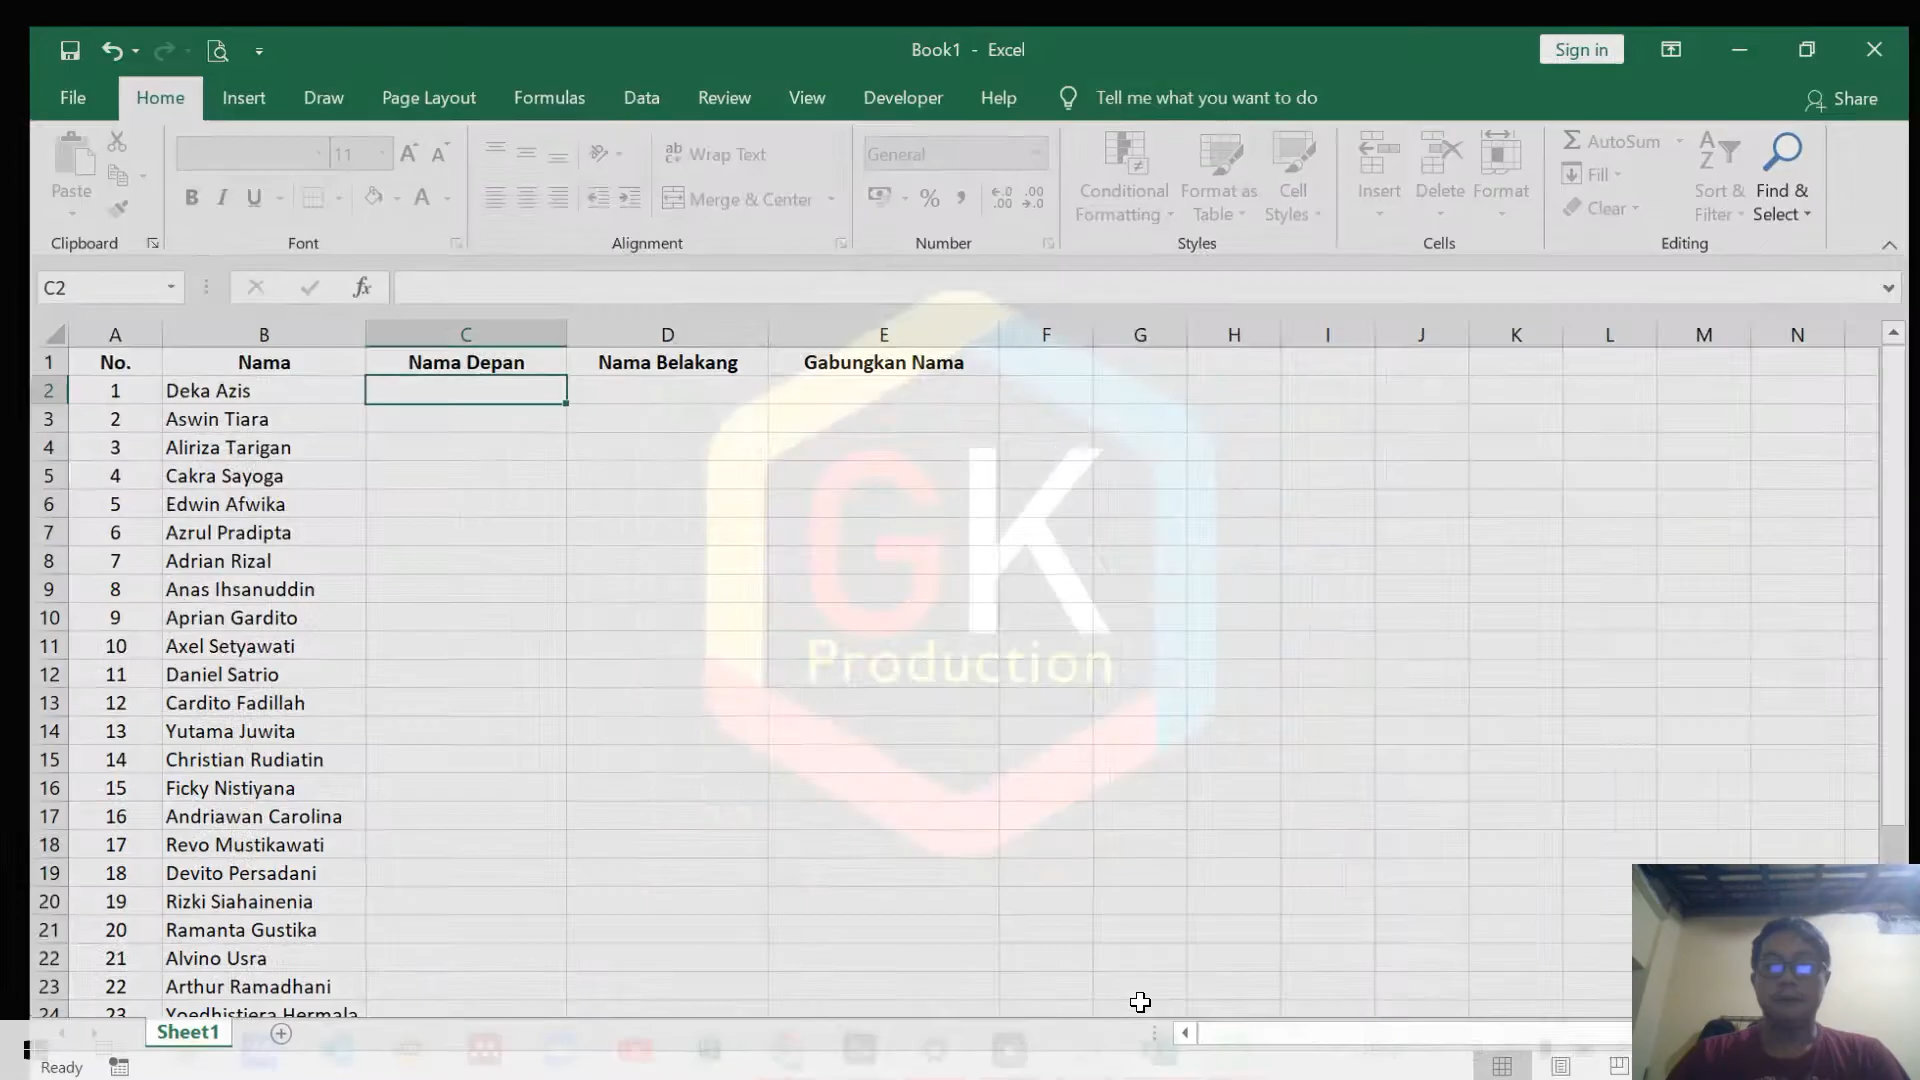 Book1 - Excel
Sign in
File Home Insert Draw Page Layout Formulas Data Review View Developer Help Tell me what you want to do Share
Paste
Clipboard
11
B I U
Font
Wrap Text
Merge & Center
Alignment
General
Number
Conditional Formatting
Format as Table
Cell Styles
Styles
Insert
Delete
Format
Cells
AutoSum
Fill
Clear
Sort & Filter
Find & Select
Editing
C2
fx
A B C D E F G H I J K L M N
1 No. Nama Nama Depan Nama Belakang Gabungkan Nama
2 1 Deka Azis
3 2 Aswin Tiara
4 3 Aliriza Tarigan
5 4 Cakra Sayoga
6 5 Edwin Afwika
7 6 Azrul Pradipta
8 7 Adrian Rizal
9 8 Anas Ihsanuddin
10 9 Aprian Gardito
11 10 Axel Setyawati
12 11 Daniel Satrio
13 12 Cardito Fadillah
14 13 Yutama Juwita
15 14 Christian Rudiatin
16 15 Ficky Nistiyana
17 16 Andriawan Carolina
18 17 Revo Mustikawati
19 18 Devito Persadani
20 19 Rizki Siahainenia
21 20 Ramanta Gustika
22 21 Alvino Usra
23 22 Arthur Ramadhani
24 23 Yoedhistiera Hermala
GK
Production
Sheet1
Ready